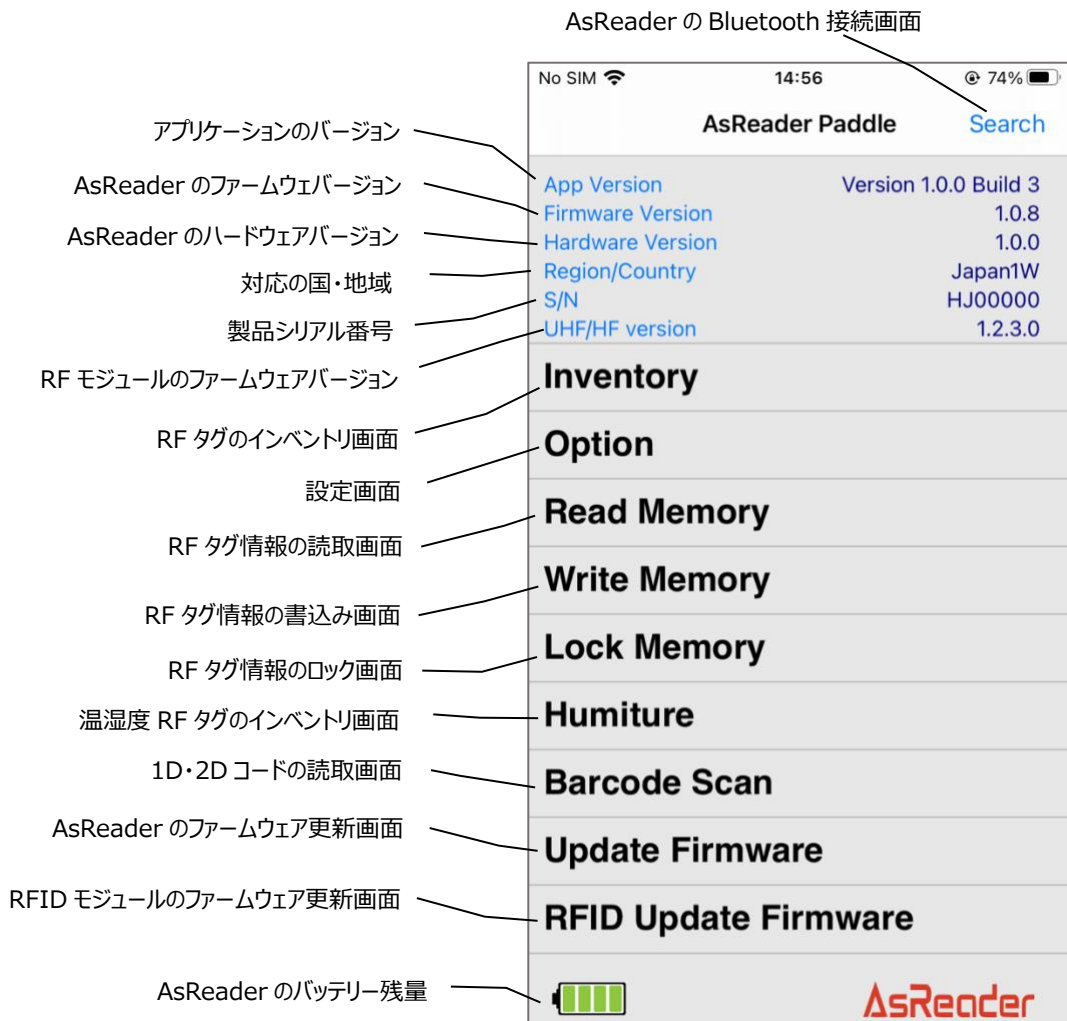 AsReader の Bluetooth 接続画面
No SIM 14:56 74%
AsReader Paddle Search
アプリケーションのバージョン
App Version Version 1.0.0 Build 3
AsReader のファームウェバージョン
Firmware Version 1.0.8
AsReader のハードウェアバージョン
Hardware Version 1.0.0
対応の国・地域
Region/Country Japan1W
製品シリアル番号
S/N HJ00000
RF モジュールのファームウェアバージョン
UHF/HF version 1.2.3.0
RF タグのインベントリ画面
Inventory
設定画面
Option
RF タグ情報の読取画面
Read Memory
RF タグ情報の書込み画面
Write Memory
RF タグ情報のロック画面
Lock Memory
温湿度 RF タグのインベントリ画面
Humiture
1D・2D コードの読取画面
Barcode Scan
AsReader のファームウェア更新画面
Update Firmware
RFID モジュールのファームウェア更新画面
RFID Update Firmware
AsReader のバッテリー残量
AsReader